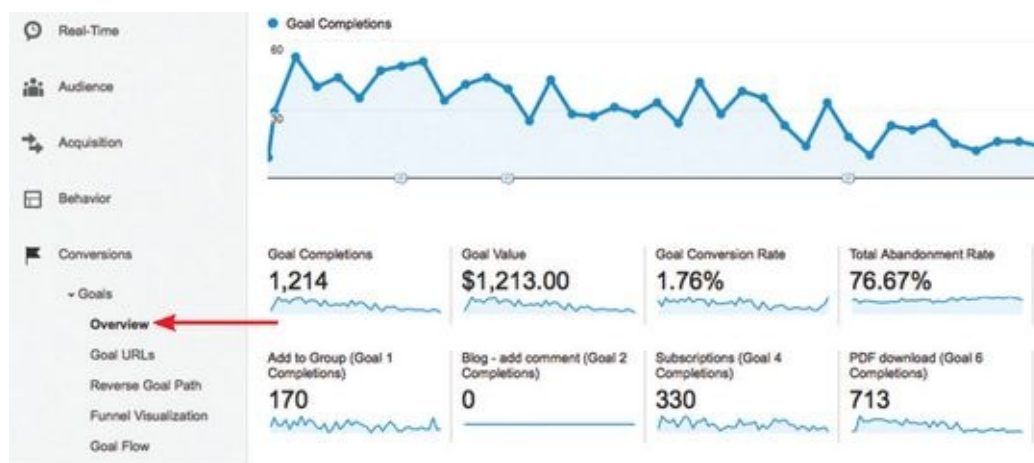 Real-Time
Audience
Acquisition
Behavior
Conversions
Goals
Overview
Goal URLs
Reverse Goal Path
Funnel Visualization
Goal Flow
Goal Completions
60
30
Goal Completions
1,214
Goal Value
$1,213.00
Goal Conversion Rate
1.76%
Total Abandonment Rate
76.67%
Add to Group (Goal 1
Completions)
170
Blog - add comment (Goal 2
Completions)
0
Subscriptions (Goal 4
Completions)
330
PDF download (Goal 6
Completions)
713